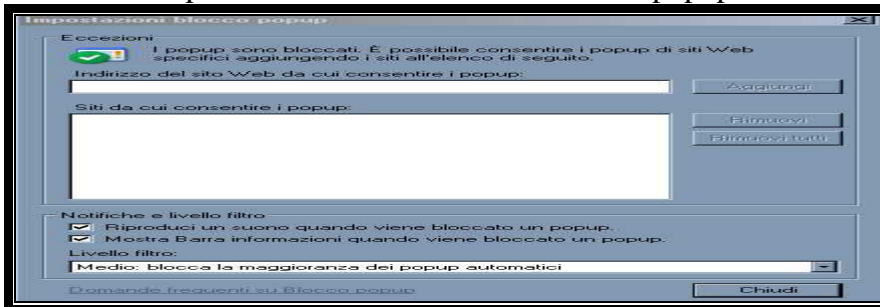 Impostazioni blocco popup
Eccezioni
I popup sono bloccati. È possibile consentire i popup di siti Web
specifici aggiungendo i siti all'elenco di seguito.
Indirizzo del sito Web da cui consentire i popup:
Aggiungi
Siti da cui consentire i popup:
Rimuovi
Rimuovi tutti
Notifiche e livello filtro
Riproduci un suono quando viene bloccato un popup.
Mostra Barra informazioni quando viene bloccato un popup.
Livello filtro:
Medio: blocca la maggioranza dei popup automatici
Domande frequenti su Blocco popup
Chiudi